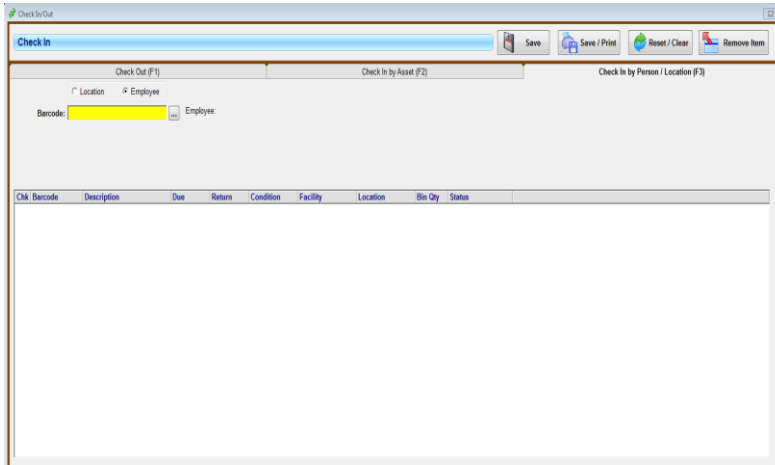 Check In/Out
Check In
Save
Save / Print
Reset / Clear
Remove Item
Check Out (F1)
Check In by Asset (F2)
Check In by Person / Location (F3)
Location
Employee
Barcode:
...
Employee:
Chk Barcode Description Due Return Condition Facility Location Bin Qty Status